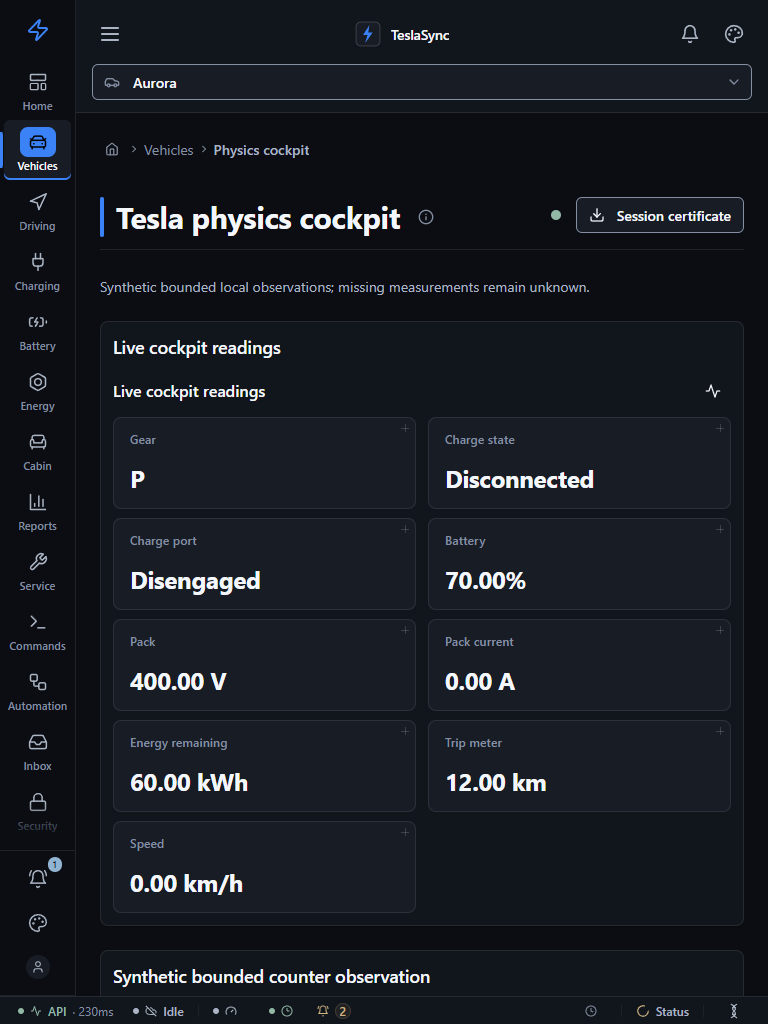 TeslaSync
Aurora
Home
Vehicles
Driving
Charging
Battery
Energy
Cabin
Reports
Service
Commands
Automation
Inbox
Security
1
Vehicles > Physics cockpit
Tesla physics cockpit
Session certificate
Synthetic bounded local observations; missing measurements remain unknown.
Live cockpit readings
Live cockpit readings
Gear
P
Charge state
Disconnected
Charge port
Disengaged
Battery
70.00%
Pack
400.00 V
Pack current
0.00 A
Energy remaining
60.00 kWh
Trip meter
12.00 km
Speed
0.00 km/h
Synthetic bounded counter observation
API · 230ms
Idle
2
Status